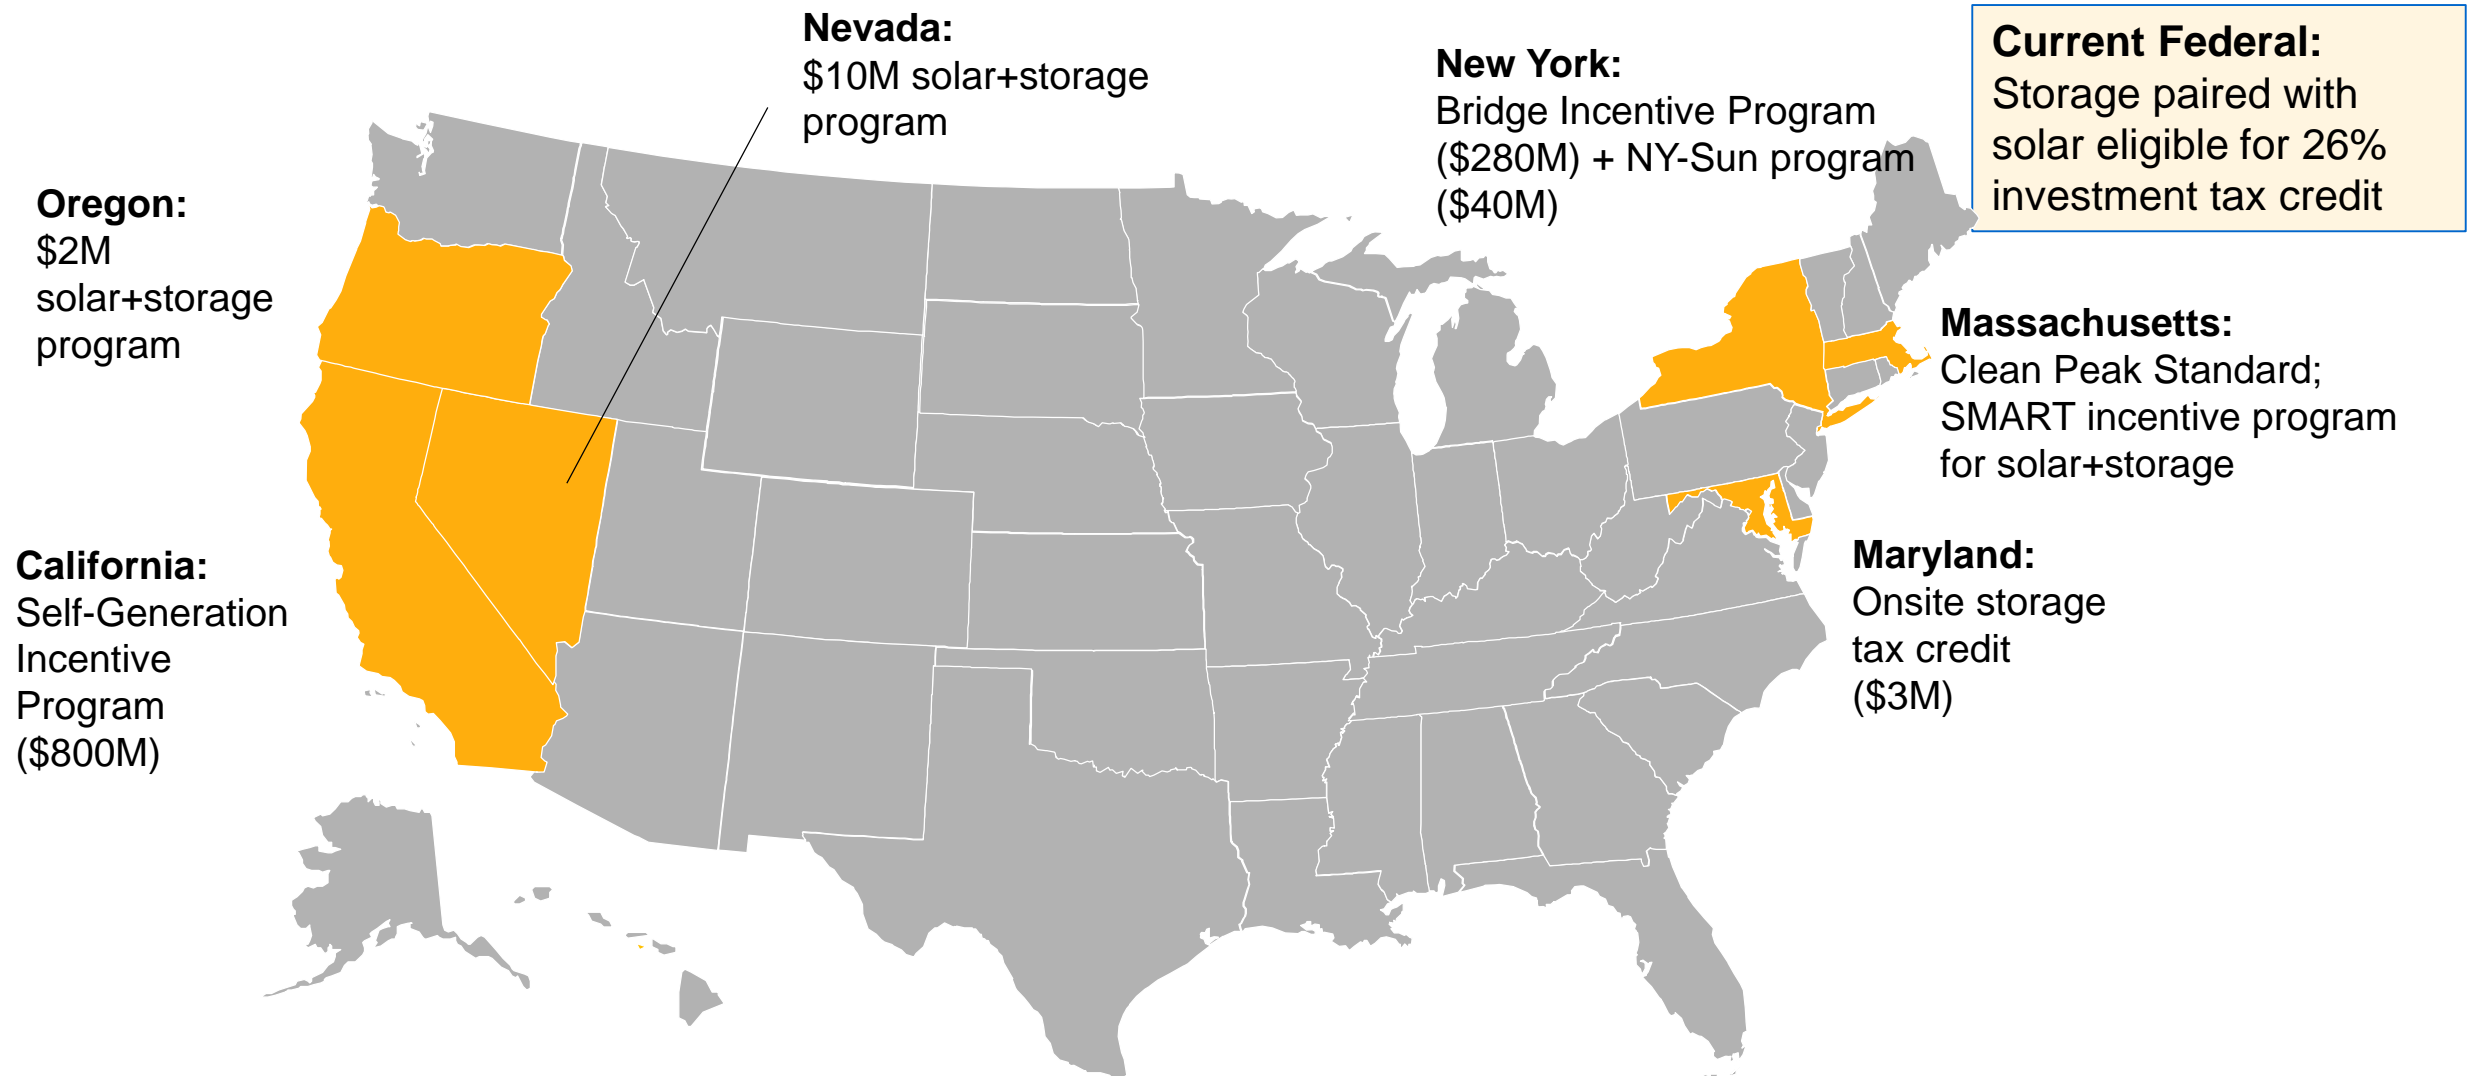 Nevada:
$10M solar+storage
program
New York:
Bridge Incentive Program
($280M) + NY-Sun program
($40M)
Current Federal:
Storage paired with
solar eligible for 26%
investment tax credit
Oregon:
$2M
solar+storage
program
Massachusetts:
Clean Peak Standard;
SMART incentive program
for solar+storage
California:
Self-Generation
Incentive
Program
($800M)
Maryland:
Onsite storage
tax credit
($3M)